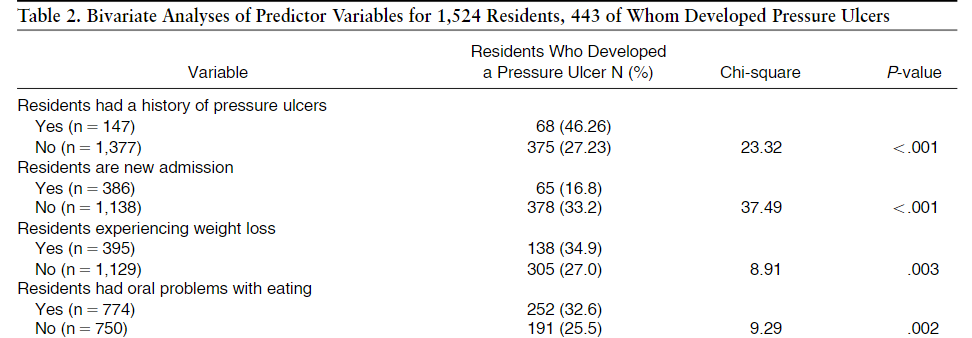 Table 2. Bivariate Analyses of Predictor Variables for 1,524 Residents, 443 of Whom Developed Pressure Ulcers
Residents Who Developed
Variable a Pressure Ulcer N (%) Chi-square P-value
Residents had a history of pressure ulcers
Yes (n = 147) 68 (46.26)
No (n = 1,377) 375 (27.23) 23.32 <.001
Residents are new admission
Yes (n = 386) 65 (16.8)
No (n = 1,138) 378 (33.2) 37.49 <.001
Residents experiencing weight loss
Yes (n = 395) 138 (34.9)
No (n = 1,129) 305 (27.0) 8.91 .003
Residents had oral problems with eating
Yes (n = 774) 252 (32.6)
No (n = 750) 191 (25.5) 9.29 .002